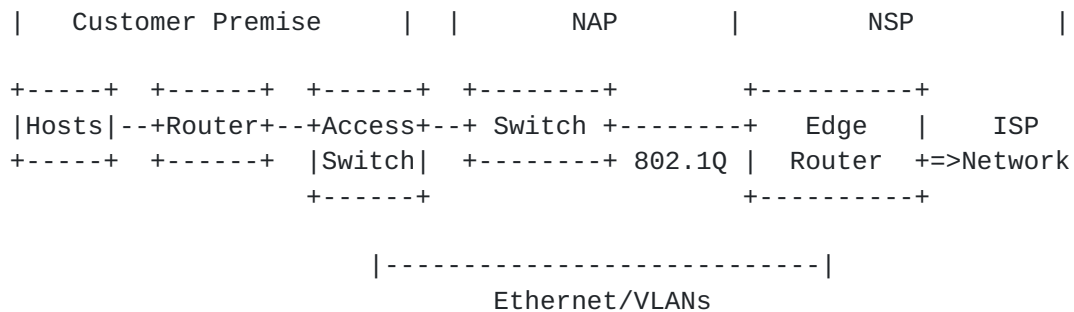 |   Customer Premise     |  |       NAP       |        NSP         |
+-----+  +------+  +------+  +--------+        +----------+
|Hosts|--+Router+--+Access+--+ Switch +--------+   Edge   |    ISP
+-----+  +------+  |Switch|  +--------+ 802.1Q |  Router  +=>Network
                   +------+                    +----------+
                       |----------------------------|
                              Ethernet/VLANs